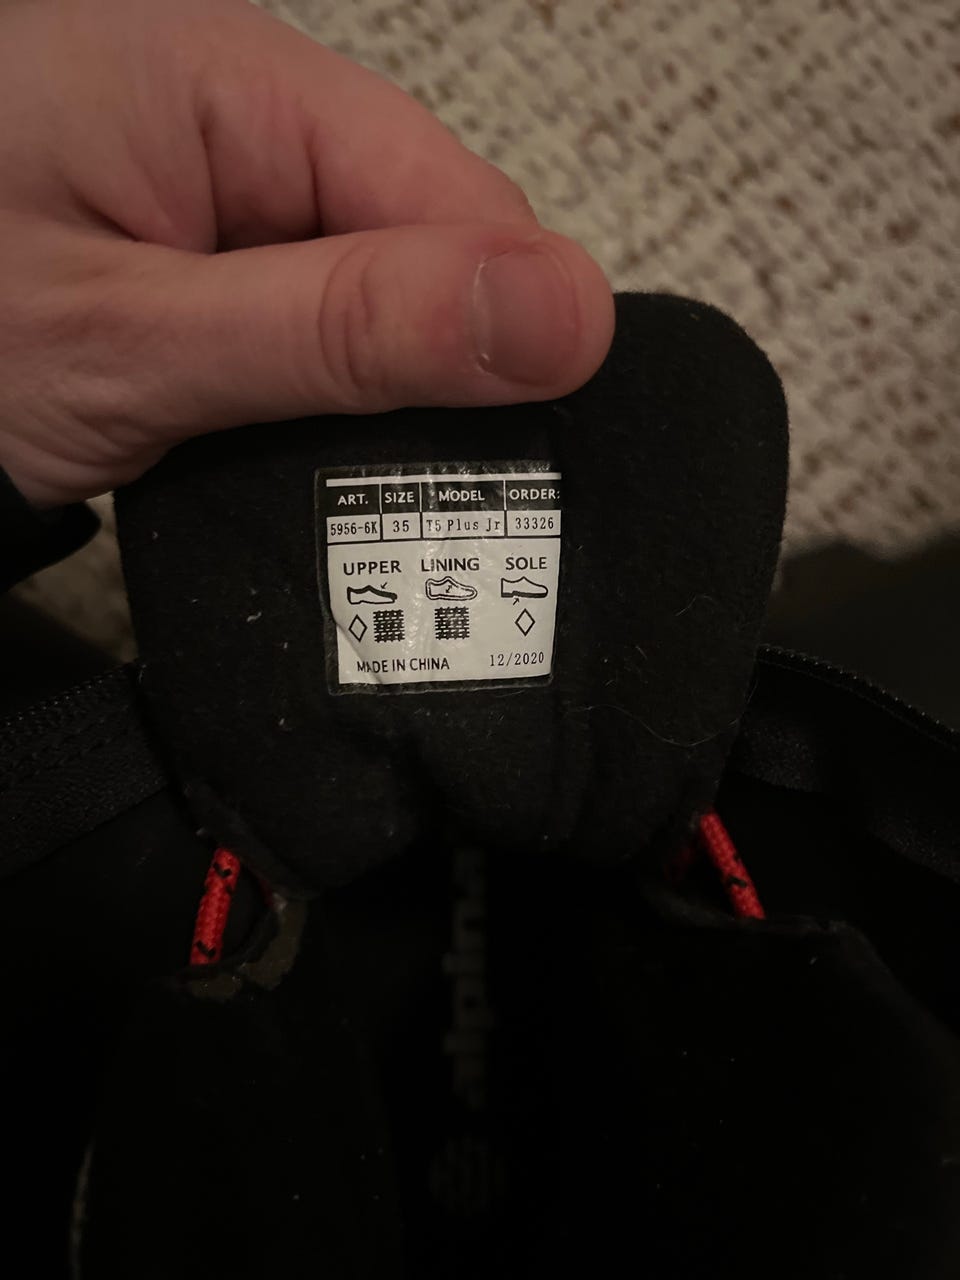 ART. SIZE MODEL ORDER:
5956-6K 35 T5 Plus Jr 33326
UPPER LINING SOLE
MADE IN CHINA 12/2020
alpina